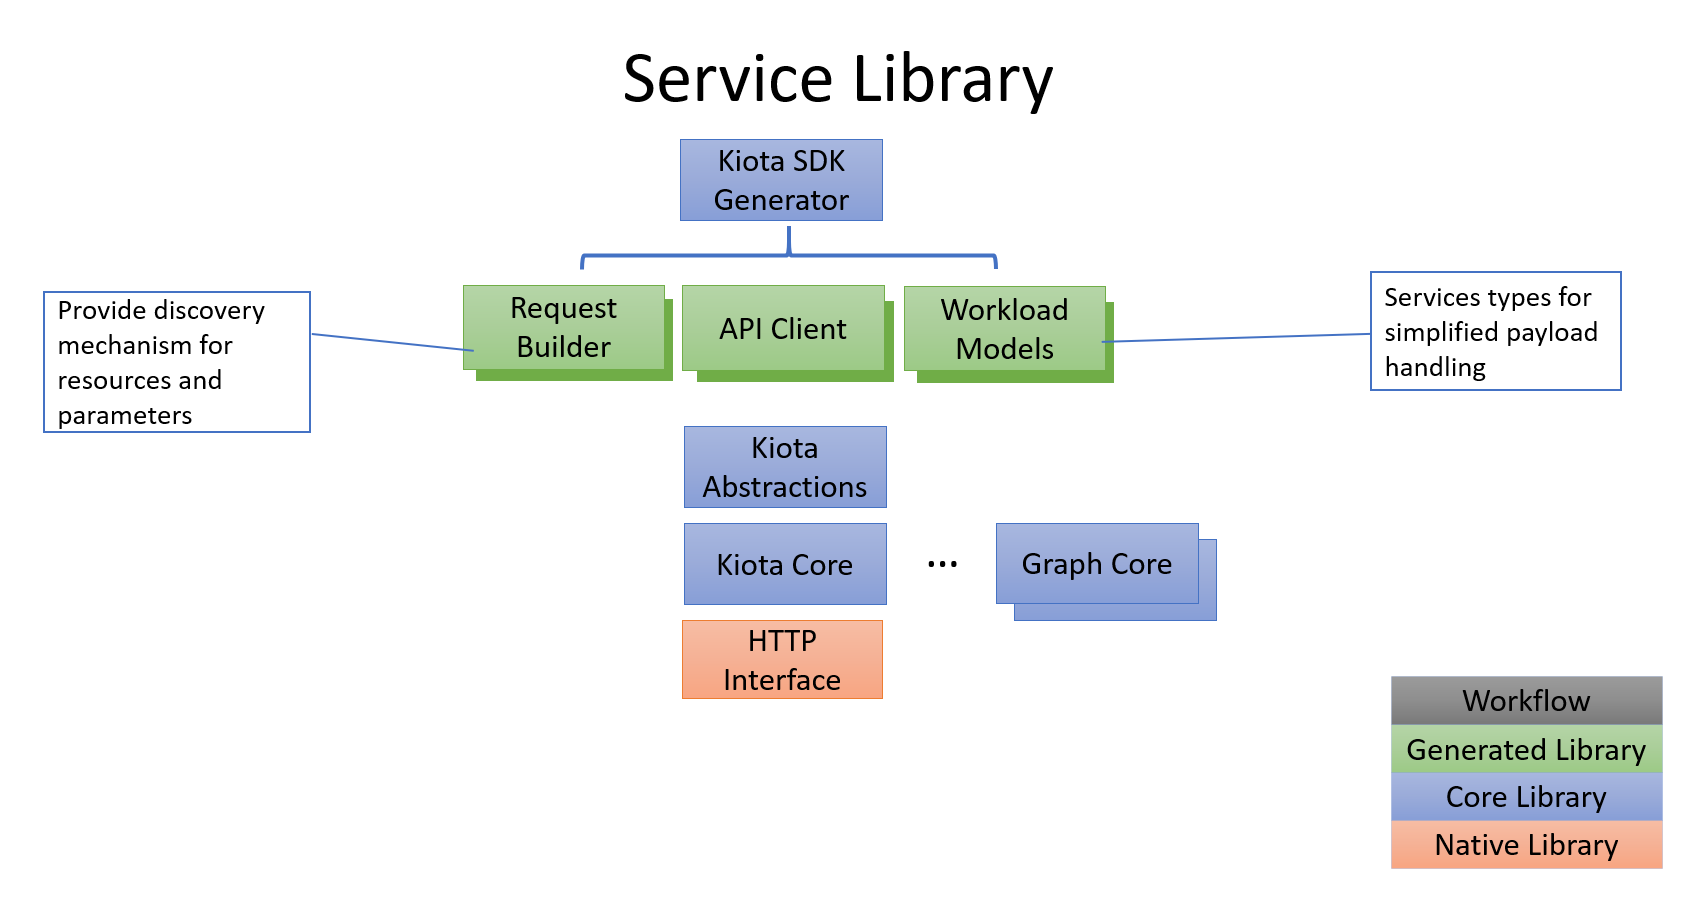 Service Library
Kiota SDK
Generator
Provide discovery
mechanism for
resources and
parameters
Request
Builder
API Client
Workload
Models
Services types for
simplified payload
handling
Kiota
Abstractions
Kiota Core
...
Graph Core
HTTP
Interface
Workflow
Generated Library
Core Library
Native Library